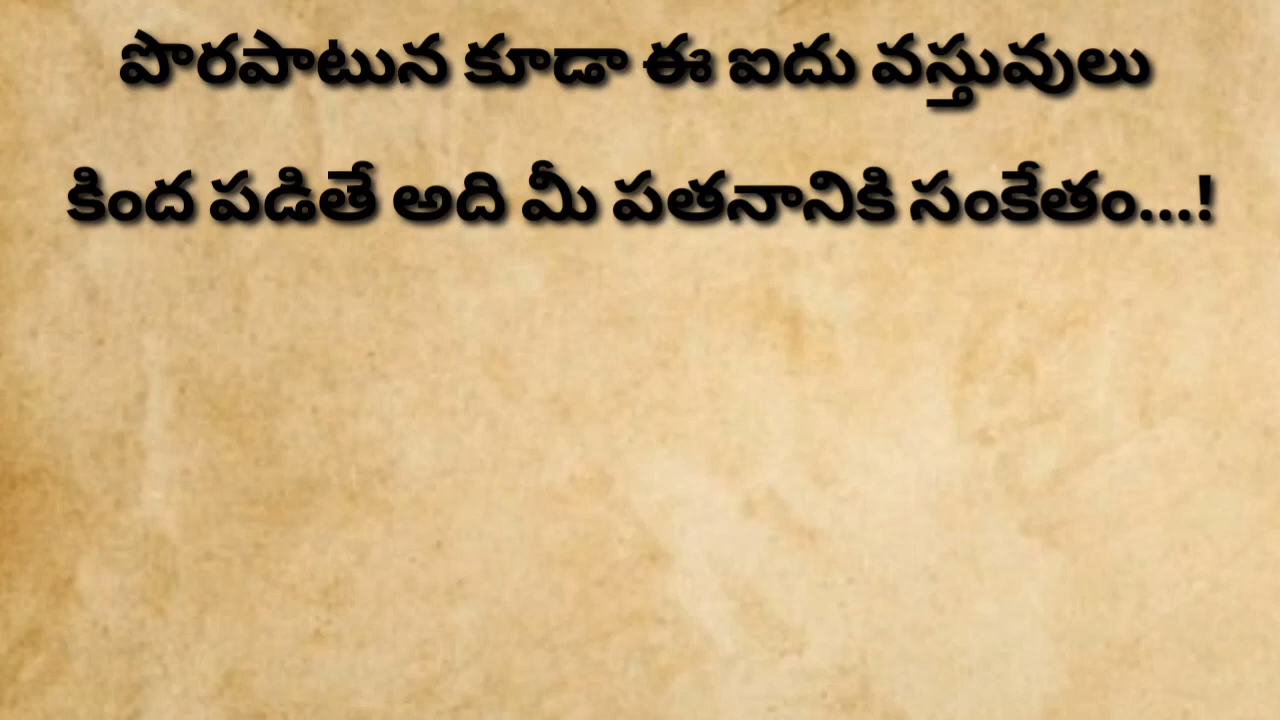 పొరపాటున కూడా ఈ ఐదు వస్తువులు
కింద పడితే అది మీ పతనానికి సంకేతం...!